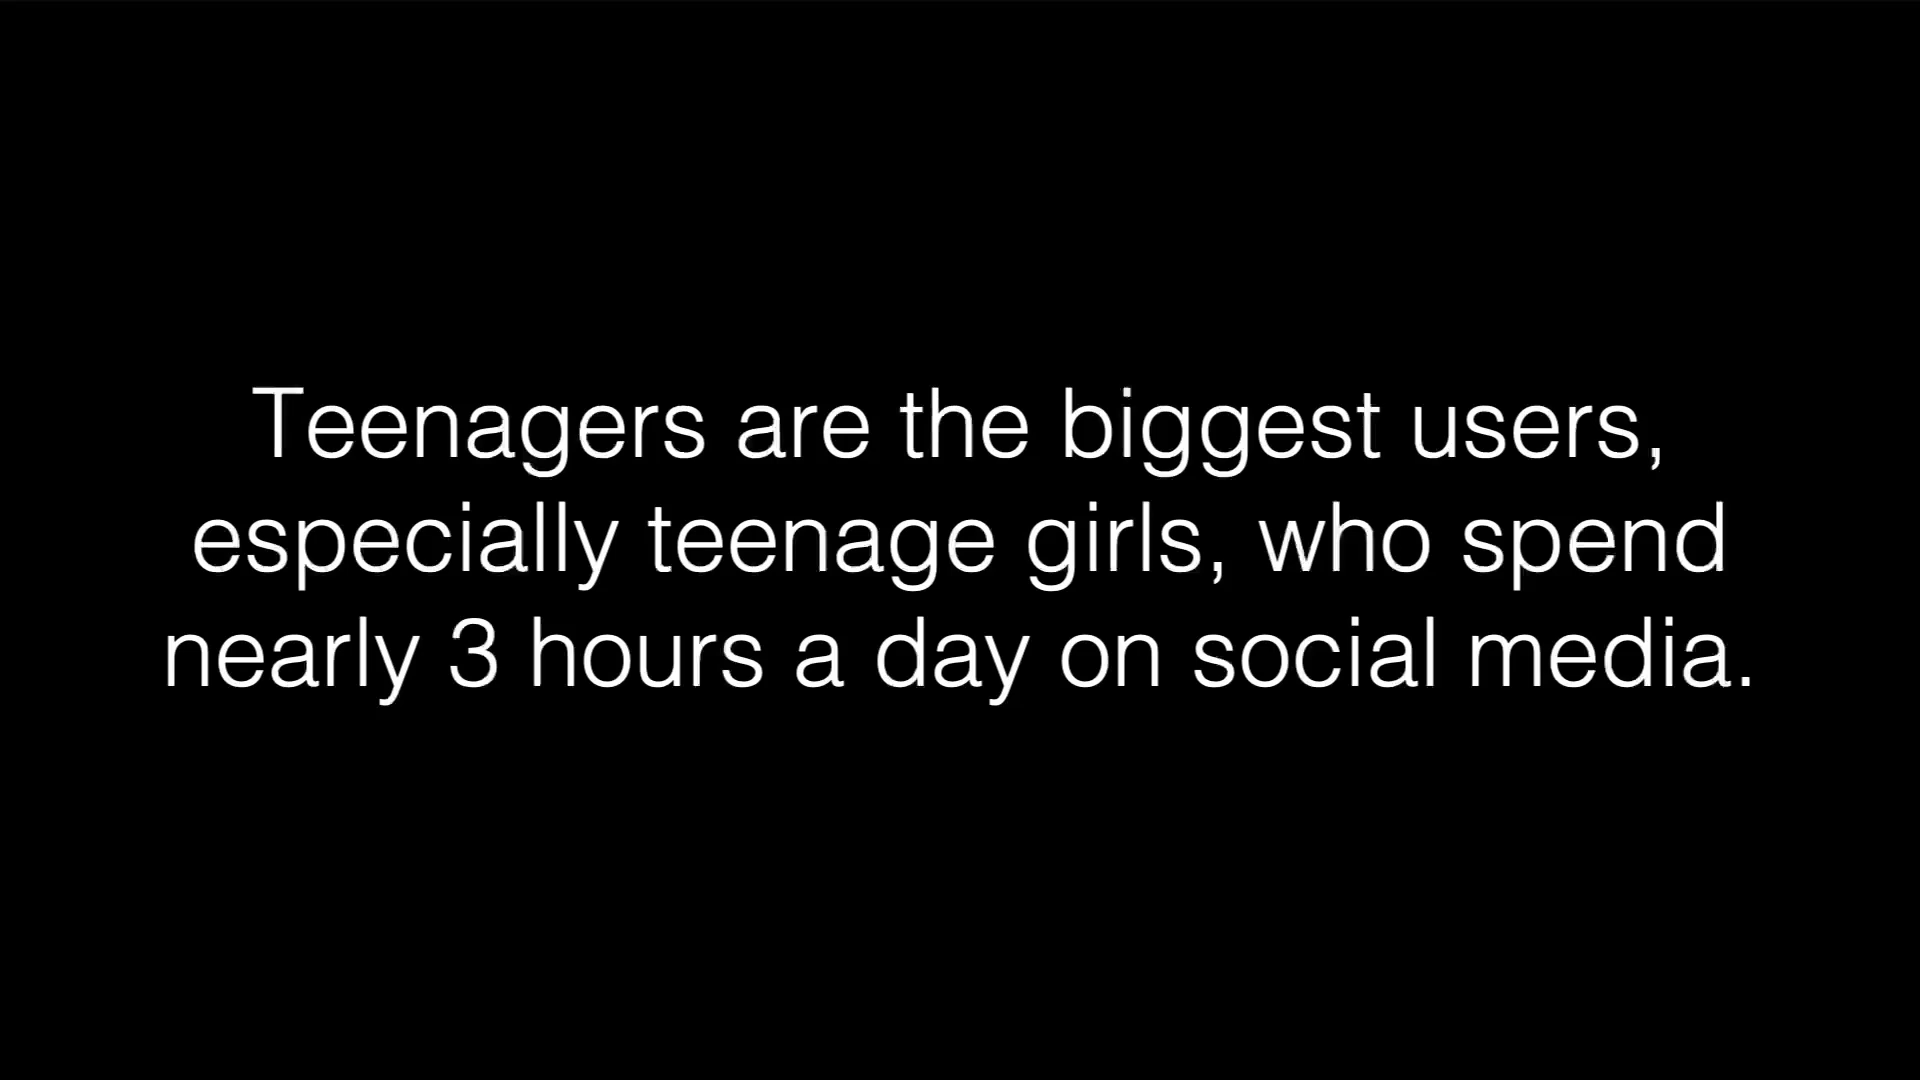 Teenagers are the biggest users,
especially teenage girls, who spend
nearly 3 hours a day on social media.